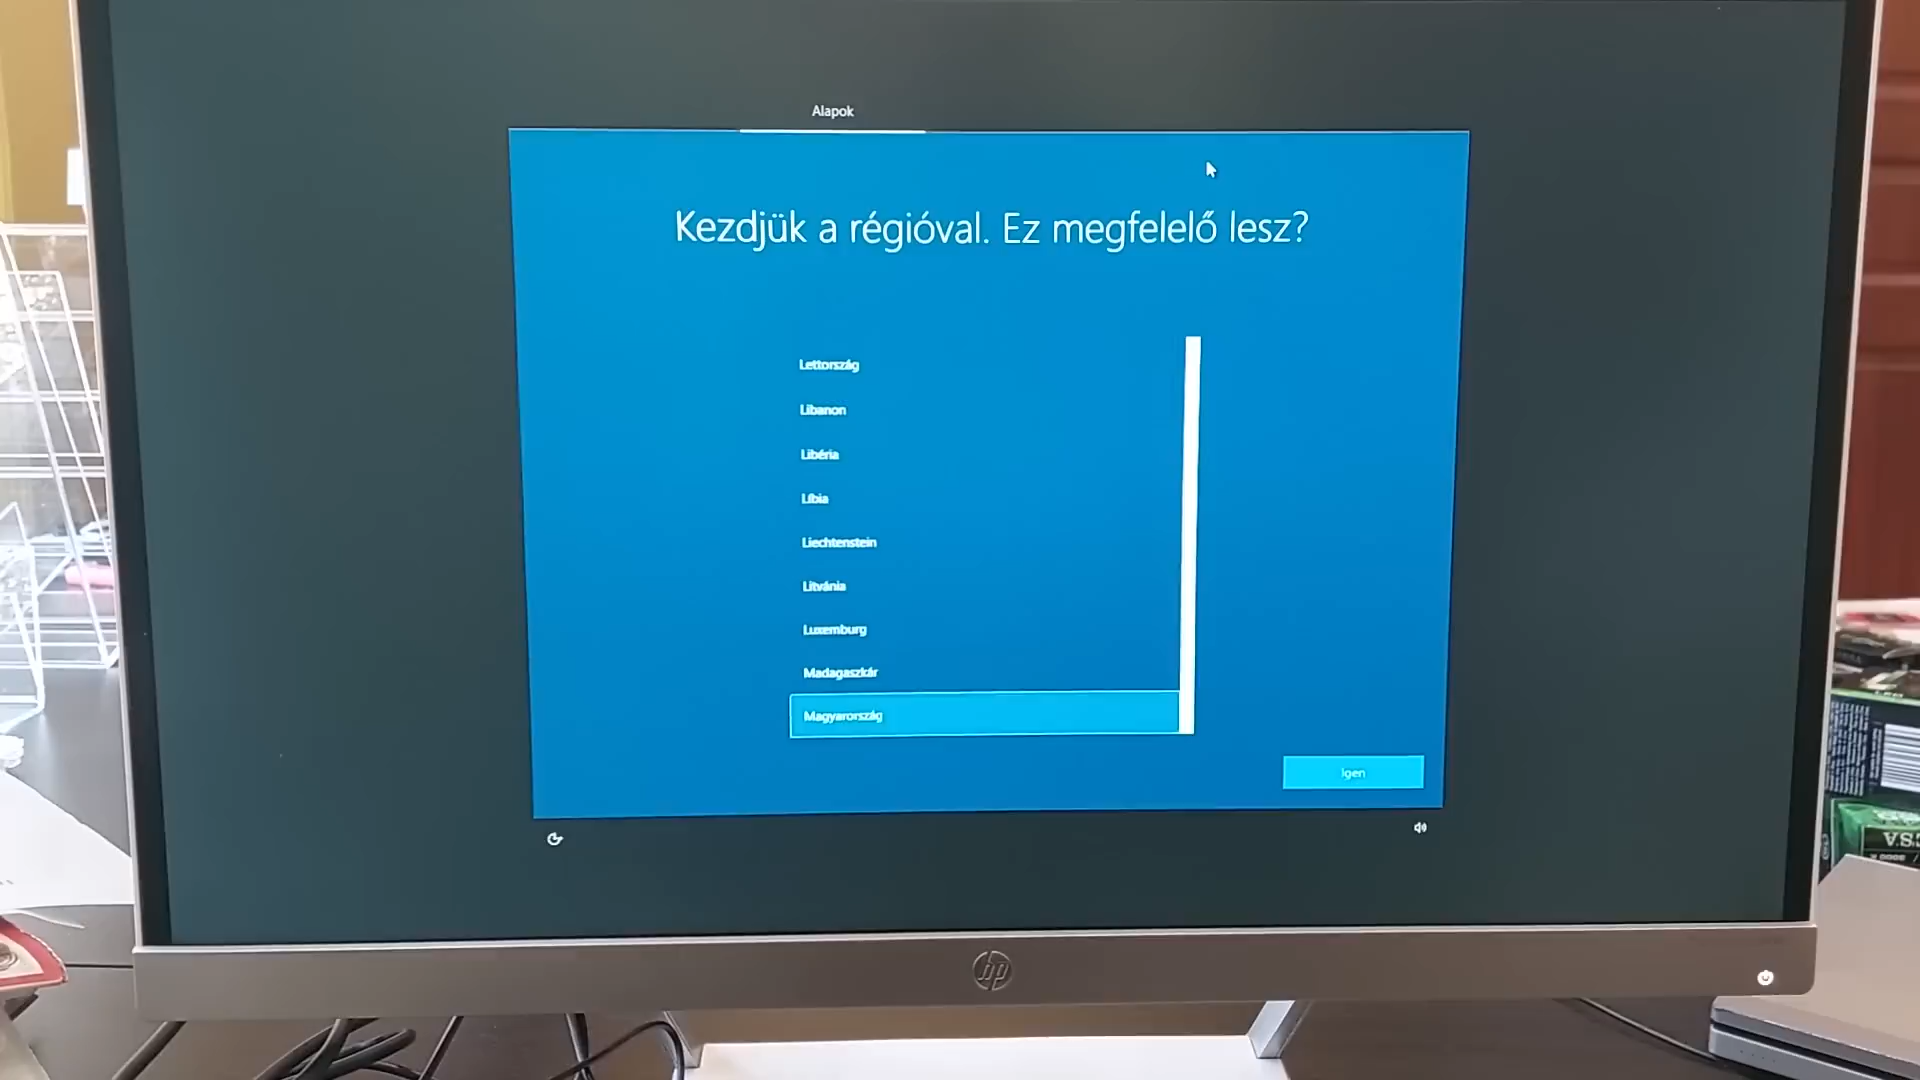 Alapok
Kezdjük a régióval. Ez megfelelő lesz?
Lettország
Libanon
Libéria
Líbia
Liechtenstein
Litvánia
Luxemburg
Madagaszkár
Magyarország
Igen
hp